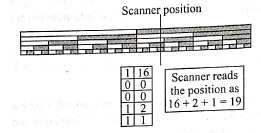 Scanner position
1 16
0 0
0 0
1 2
1 1
Scanner reads
the position as
16 + 2 + 1 = 19